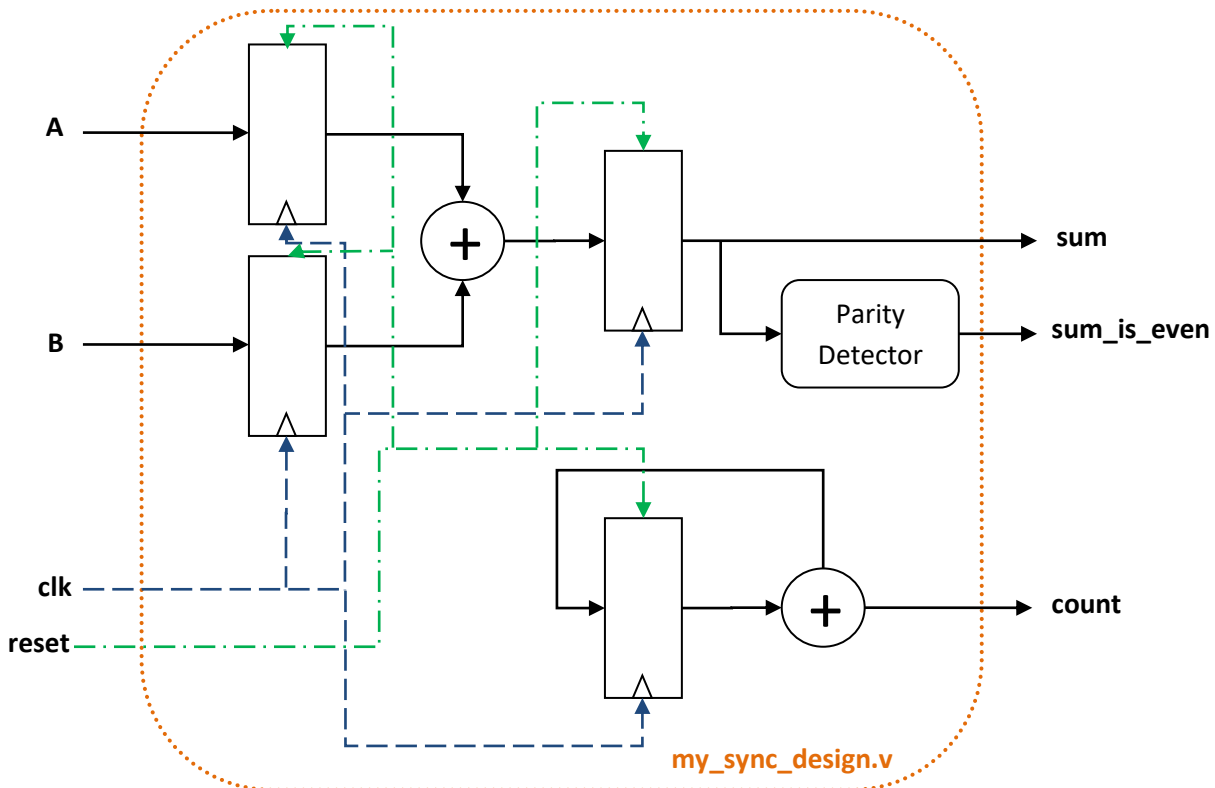 A
+
sum
B
Parity
Detector
sum_is_even
clk
+
count
reset
my_sync_design.v